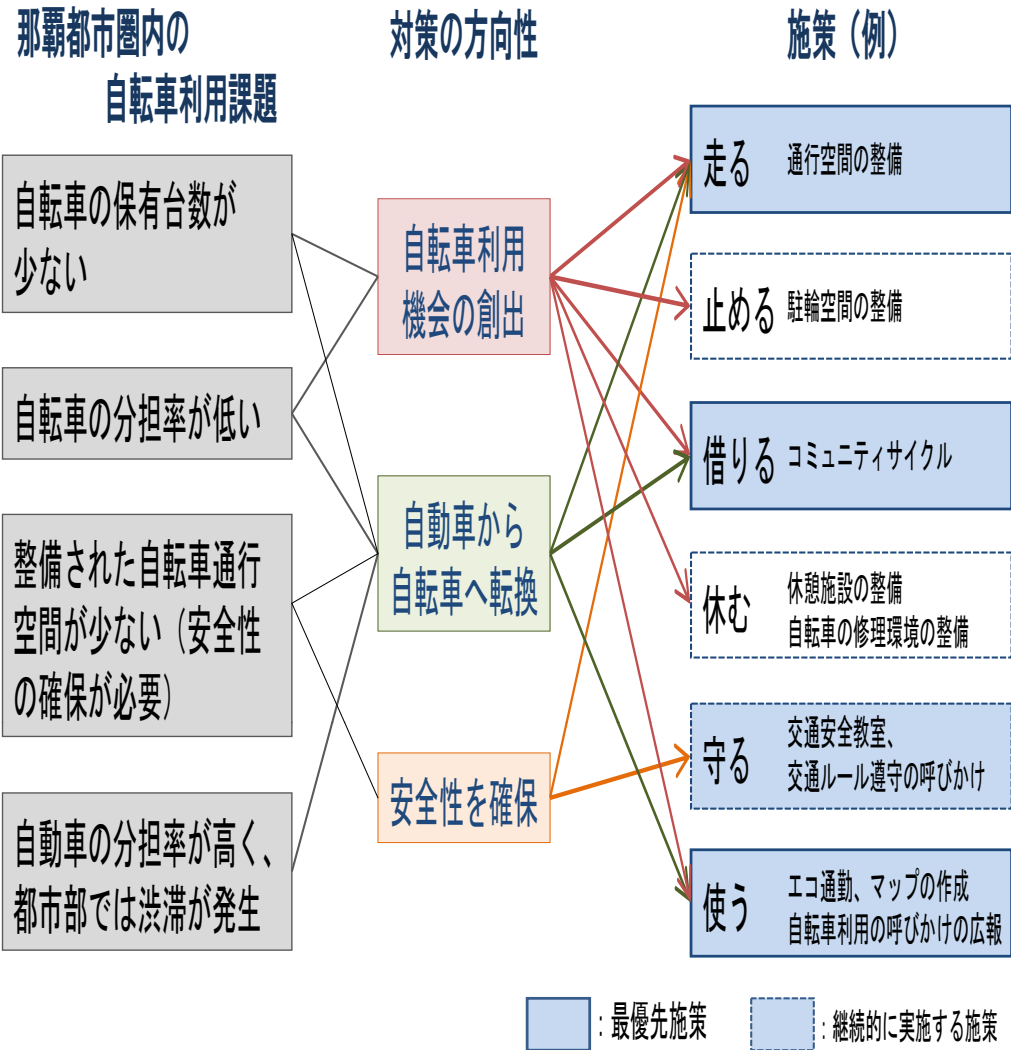 那覇都市圏内の
自転車利用課題
対策の方向性
施策（例）
自転車の保有台数が
少ない
自転車の分担率が低い
整備された自転車通行
空間が少ない（安全性
の確保が必要）
自動車の分担率が高く、
都市部では渋滞が発生
自転車利用
機会の創出
自動車から
自転車へ転換
安全性を確保
走る 通行空間の整備
止める 駐輪空間の整備
借りる コミュニティサイクル
休む
休憩施設の整備
自転車の修理環境の整備
守る
交通安全教室、
交通ルール遵守の呼びかけ
使う
エコ通勤、マップの作成
自転車利用の呼びかけの広報
：最優先施策
：継続的に実施する施策